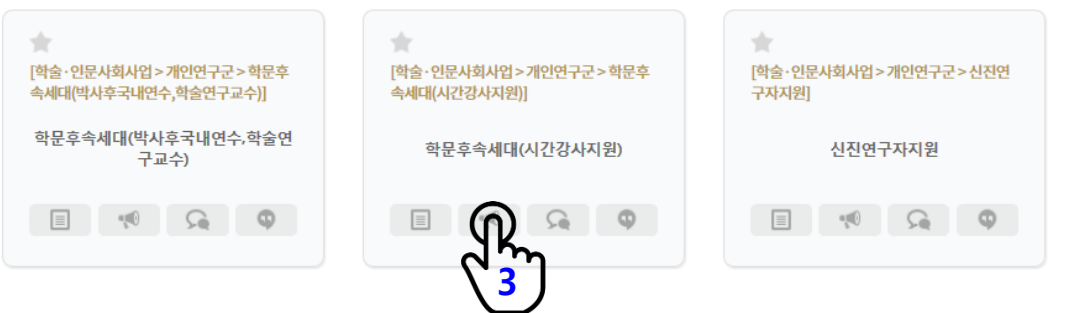 [학술·인문사회사업 > 개인연구군 > 학문후
속세대(박사후국내연수,학술연구교수)]
학문후속세대(박사후국내연수,학술연
구교수)
[학술·인문사회사업 > 개인연구군 > 학문후
속세대(시간강사지원)]
학문후속세대(시간강사지원)
3
[학술·인문사회사업 > 개인연구군 > 신진연
구자지원]
신진연구자지원